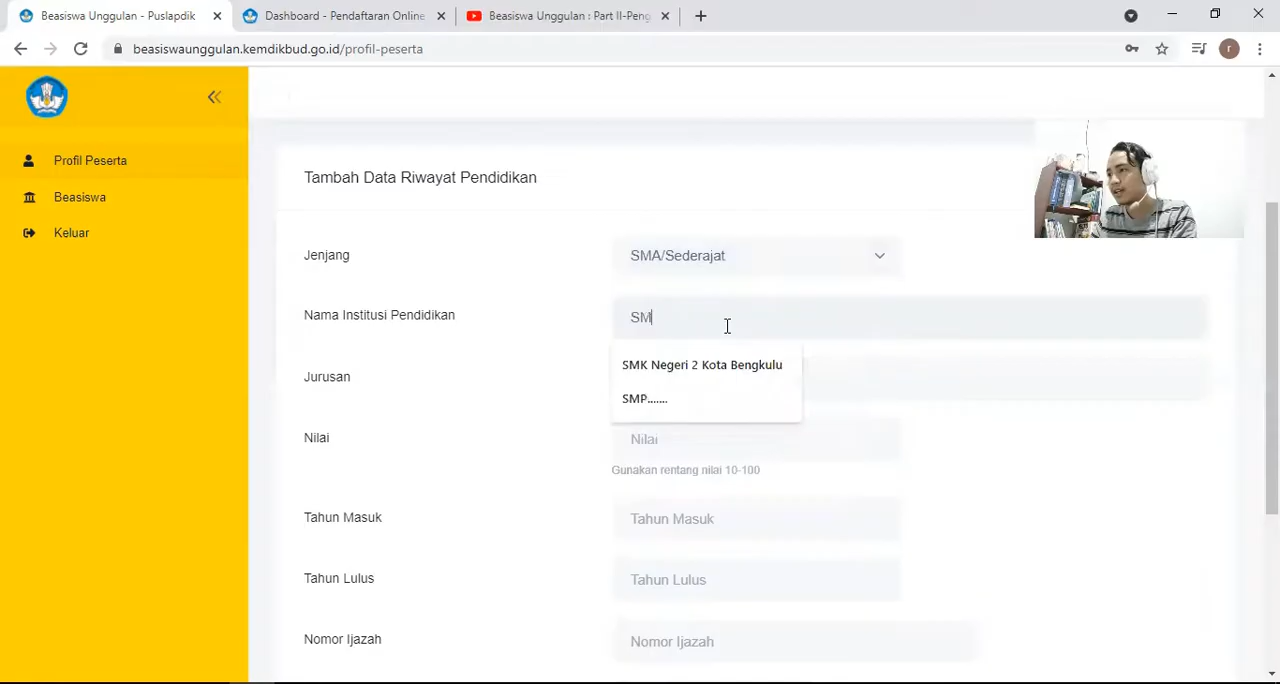 Beasiswa Unggulan - Puslapdik
Dashboard - Pendaftaran Online
Beasiswa Unggulan : Part II-Peng
beasiswaunggulan.kemdikbud.go.id/profil-peserta
r
Profil Peserta
Beasiswa
Keluar
Tambah Data Riwayat Pendidikan
Jenjang
SMA/Sederajat
Nama Institusi Pendidikan
SM
SMK Negeri 2 Kota Bengkulu
SMP.......
Jurusan
Nilai
Nilai
Gunakan rentang nilai 10-100
Tahun Masuk
Tahun Masuk
Tahun Lulus
Tahun Lulus
Nomor Ijazah
Nomor Ijazah